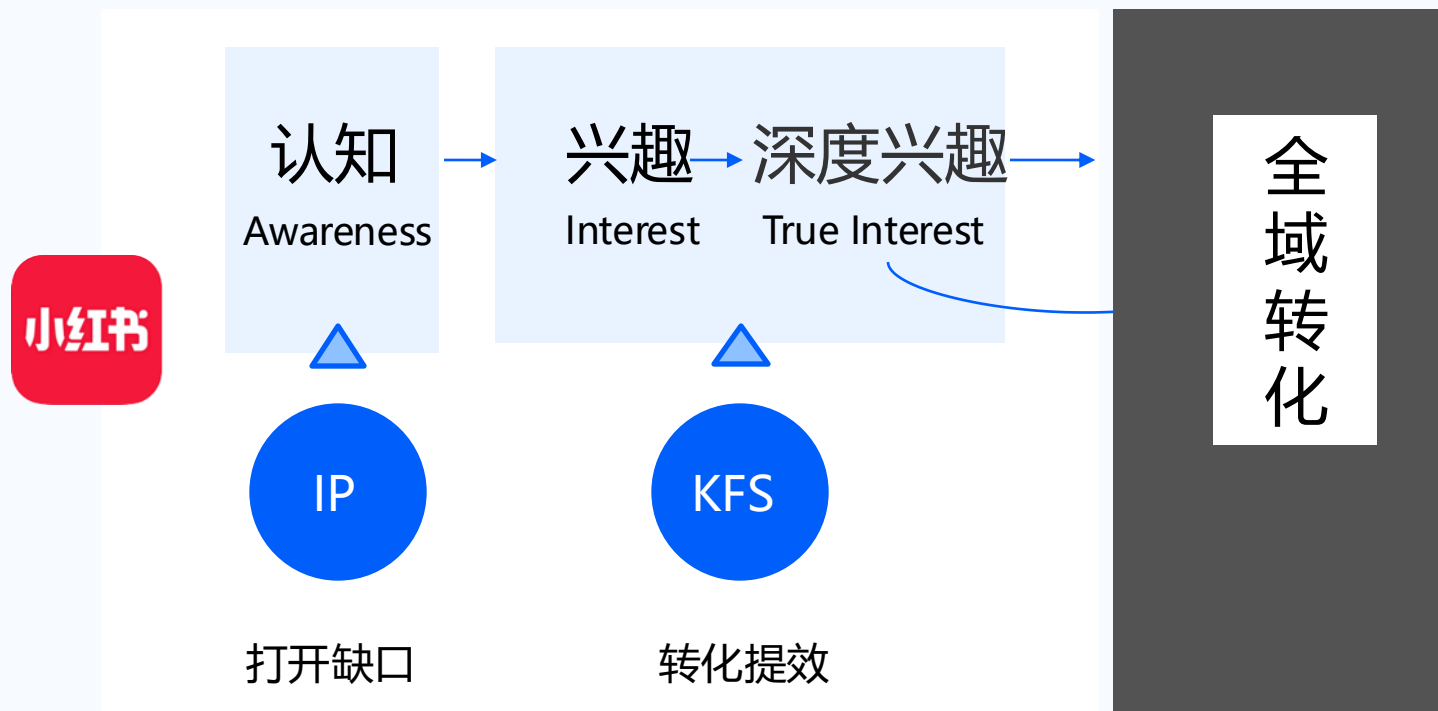 认知
Awareness
兴趣
Interest
深度兴趣
True Interest
小红书
IP
KFS
打开缺口
转化提效
全域转化